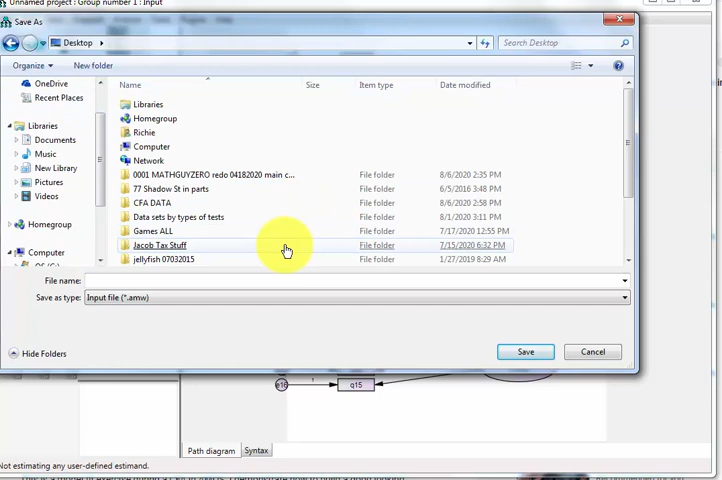 Unnamed project : Group number 1 : Input
Save As
Desktop
Search Desktop
Organize
New folder
Name
Size
Item type
Date modified
OneDrive
Recent Places
Libraries
Documents
Music
New Library
Pictures
Videos
Homegroup
Computer
Libraries
Homegroup
Richie
Computer
Network
0001 MATHGUYZERO redo 04182020 main c... File folder 8/6/2020 2:35 PM
77 Shadow St in parts File folder 6/5/2016 3:48 PM
CFA DATA File folder 8/6/2020 2:35 PM
Data sets by types of tests File folder 8/1/2020 3:11 PM
Games ALL File folder 7/17/2020 12:55 PM
Jacob Tax Stuff File folder 7/15/2020 6:32 PM
jellyfish 07032015 File folder 1/27/2019 8:29 AM
File name:
Save as type: Input file (*.amw)
Hide Folders
Save
Cancel
e16
1
q15
Path diagram
Syntax
Not estimating any user-defined estimand.